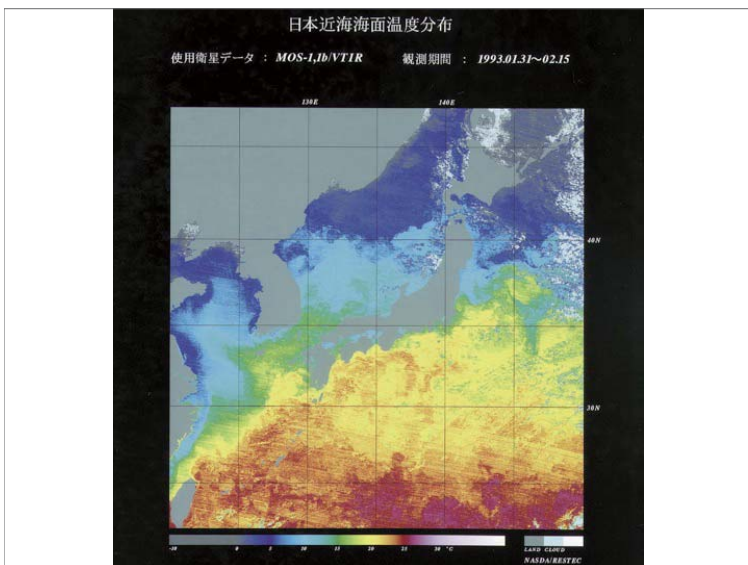 日本近海海面温度分布
使用衛星データ : MOS-1,1b/VTIR 観測期間 : 1993.01.31～02.15
130E 140E
40N
30N
-10 0 5 10 15 20 25 30 °C
LAND CLOUD
NASDA/RESTEC